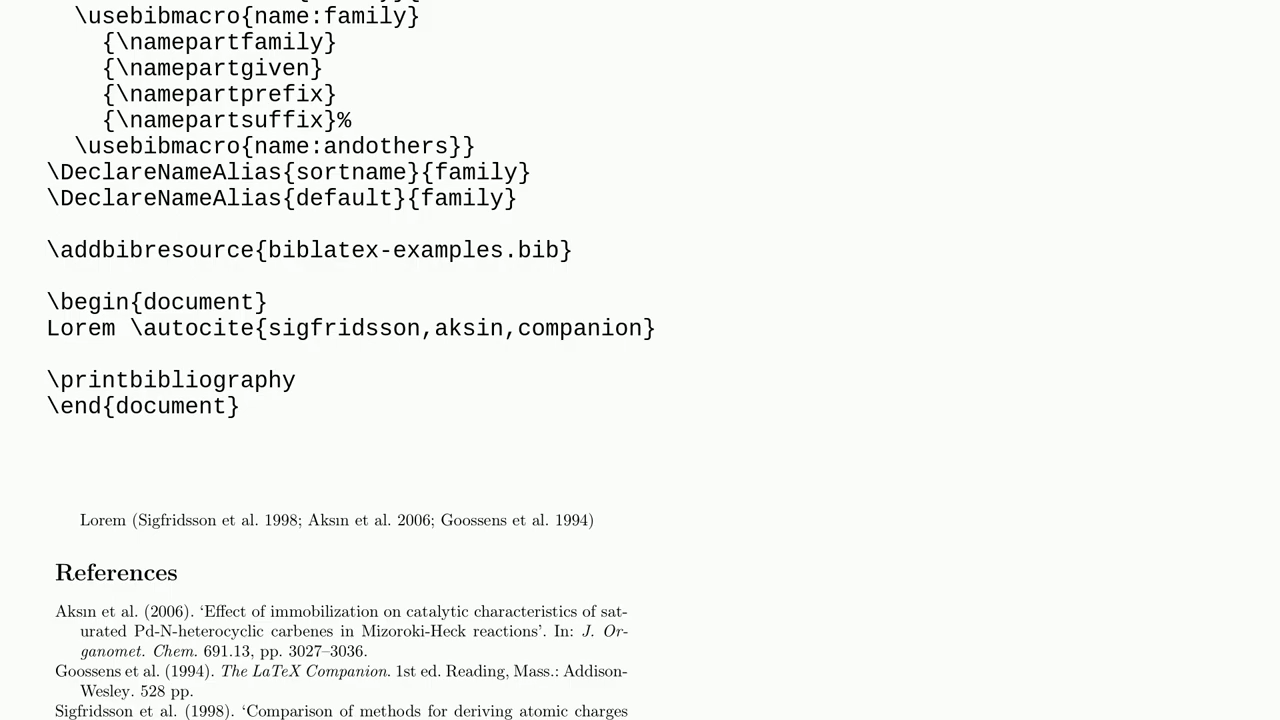 \usebibmacro{name:family}
{\namepartfamily}
{\namepartgiven}
{\namepartprefix}
{\namepartsuffix}%
\usebibmacro{name:andothers}}
\DeclareNameAlias{sortname}{family}
\DeclareNameAlias{default}{family}
\addbibresource{biblatex-examples.bib}
\begin{document}
Lorem \autocite{sigfridsson,aksin,companion}
\printbibliography
\end{document}
Lorem (Sigfridsson et al. 1998; Aksın et al. 2006; Goossens et al. 1994)
References
Aksın et al. (2006). ‘Effect of immobilization on catalytic characteristics of sat-
urated Pd-N-heterocyclic carbenes in Mizoroki-Heck reactions’. In: J. Or-
ganomet. Chem. 691.13, pp. 3027–3036.
Goossens et al. (1994). The LaTeX Companion. 1st ed. Reading, Mass.: Addison-
Wesley. 528 pp.
Sigfridsson et al. (1998). ‘Comparison of methods for deriving atomic charges